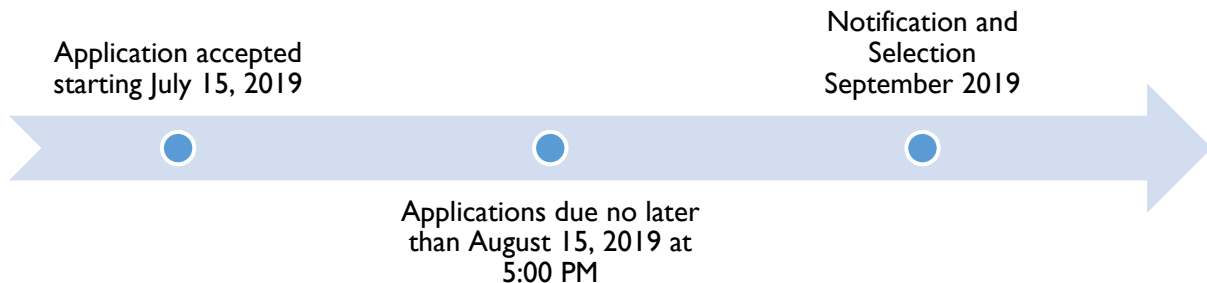 Application accepted
starting July 15, 2019
Applications due no later
than August 15, 2019 at
5:00 PM
Notification and
Selection
September 2019